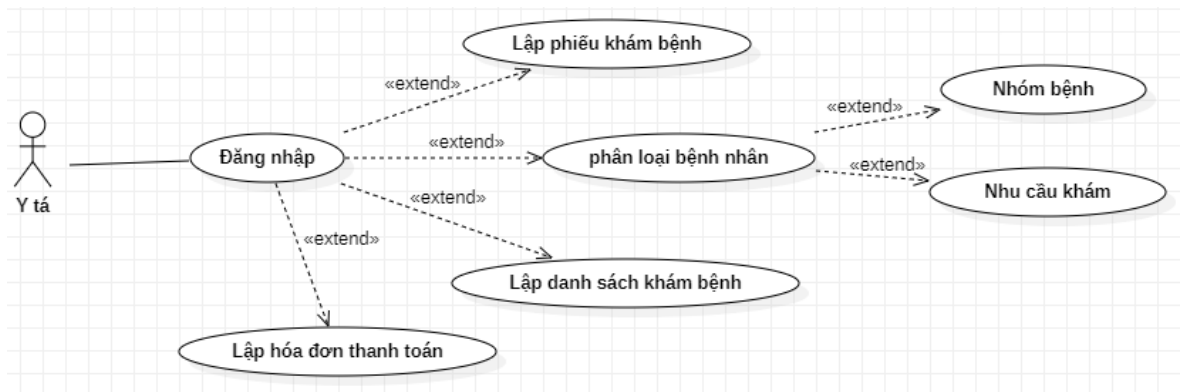 Lập phiếu khám bệnh
«extend»
Nhóm bệnh
«extend»
Đăng nhập
«extend»
phân loại bệnh nhân
«extend»
Nhu cầu khám
Y tá
«extend»
«extend»
Lập danh sách khám bệnh
Lập hóa đơn thanh toán